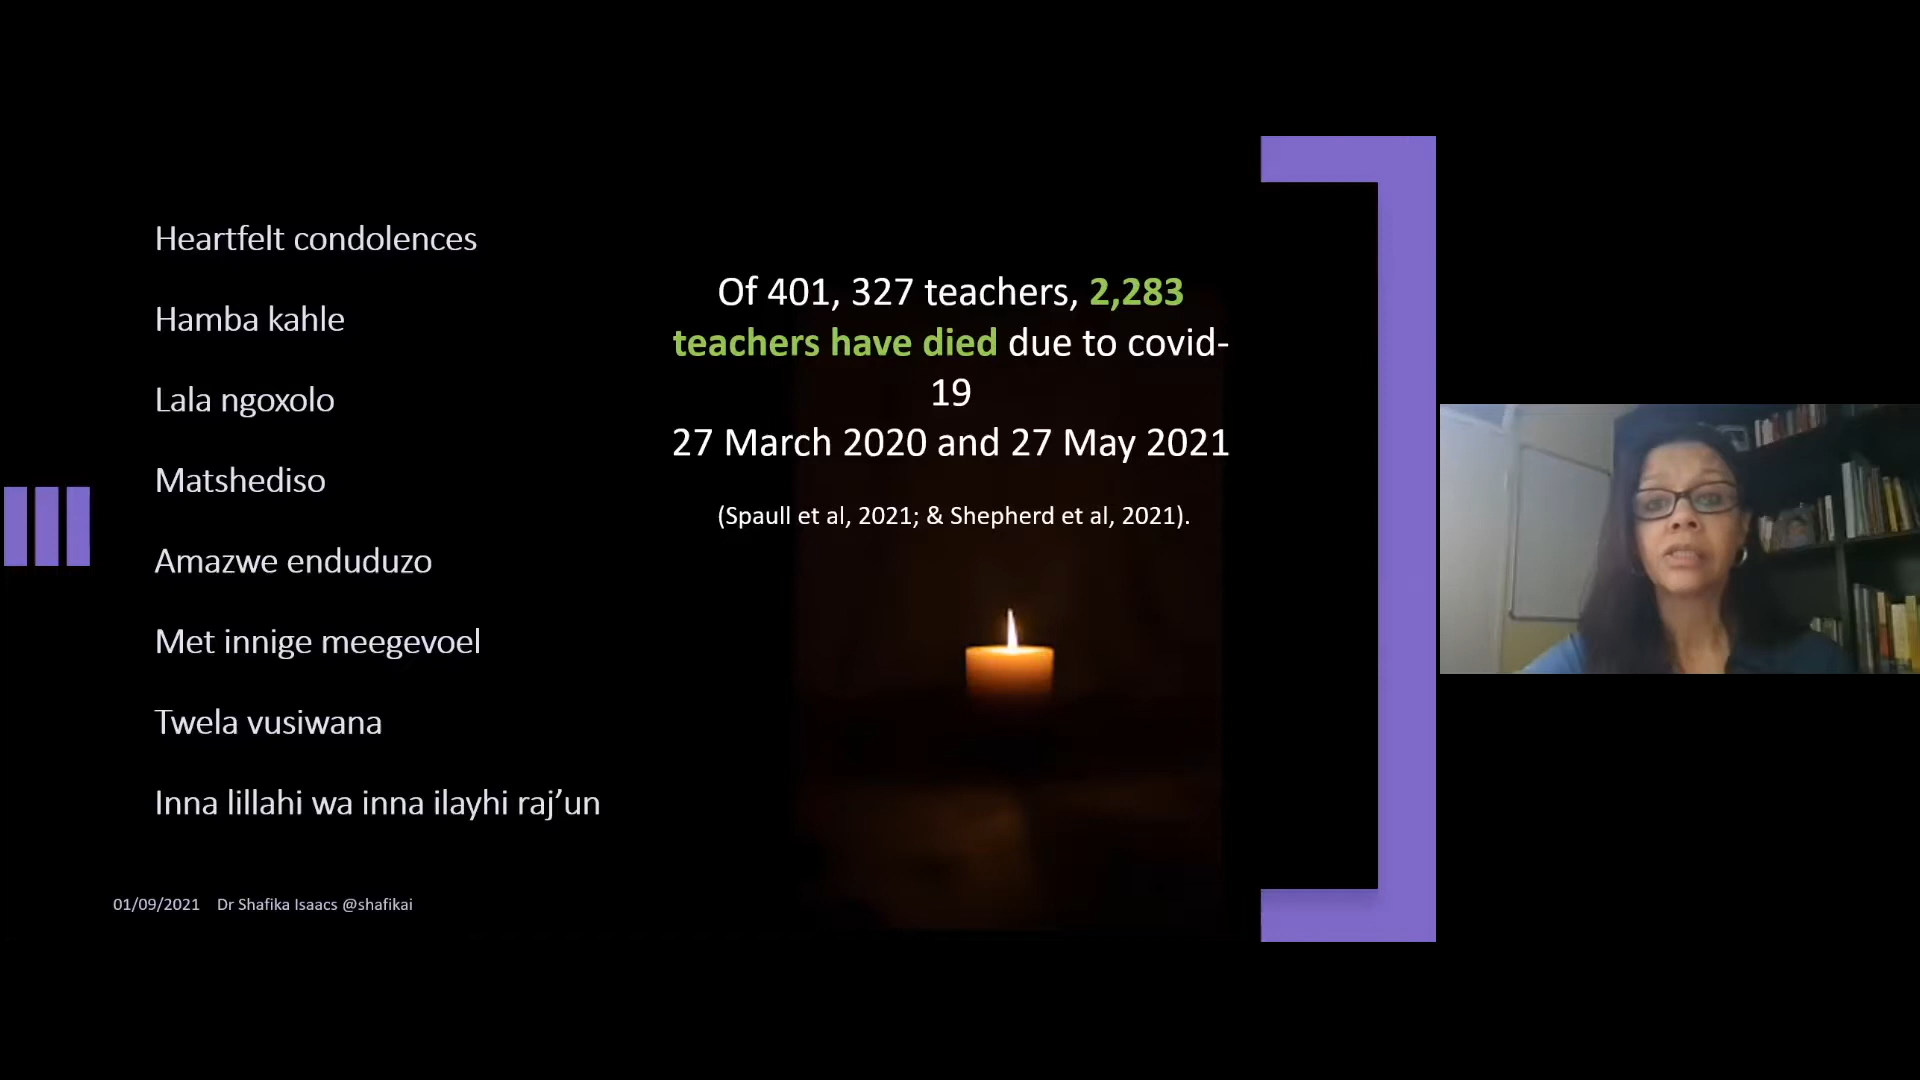 Heartfelt condolences
Hamba kahle
Lala ngoxolo
Matshediso
Amazwe enduduzo
Met innige meegevoel
Twela vusiwana
Inna lillahi wa inna ilayhi raj’un
Of 401, 327 teachers, 2,283
teachers have died due to covid-
19
27 March 2020 and 27 May 2021
(Spaull et al, 2021; & Shepherd et al, 2021).
01/09/2021 Dr Shafika Isaacs @shafikai